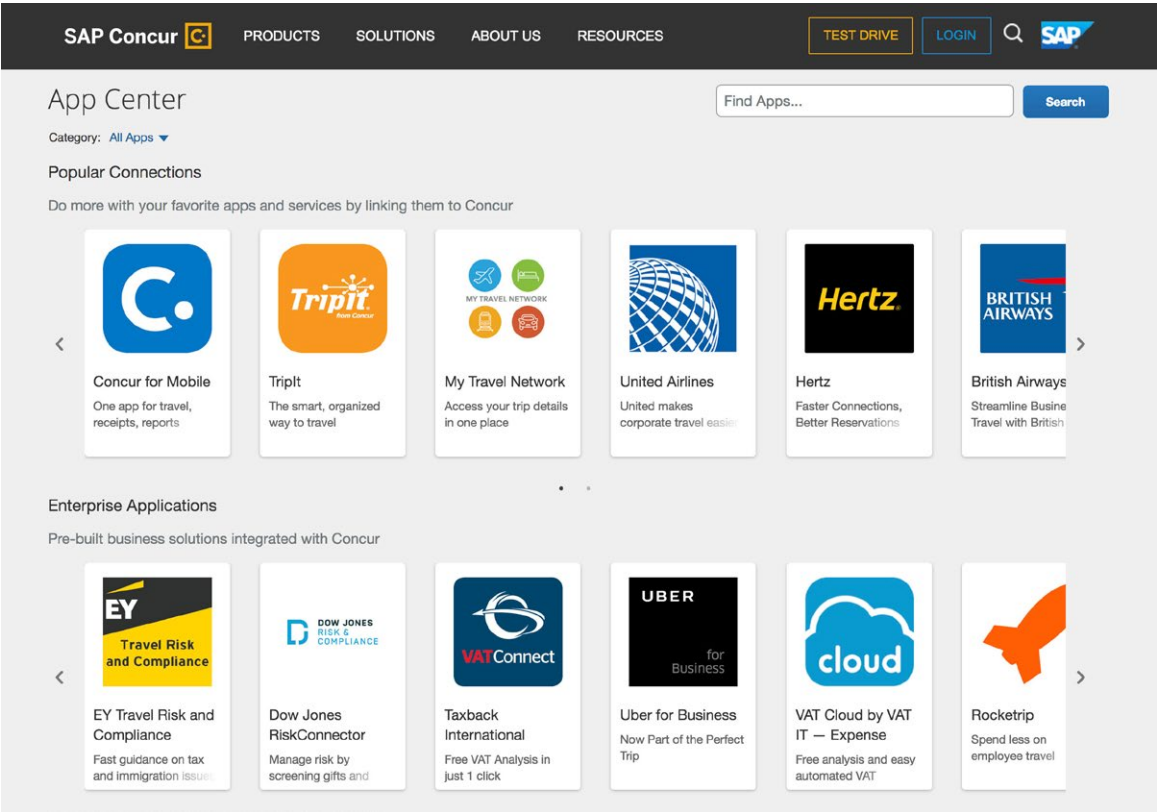 SAP Concur C. PRODUCTS SOLUTIONS ABOUT US RESOURCES TEST DRIVE LOGIN SAP
App Center
Find Apps...
Search
Category: All Apps
Popular Connections
Do more with your favorite apps and services by linking them to Concur
C.
TripIt
from Concur
MY TRAVEL NETWORK
Hertz.
BRITISH
AIRWAYS
Concur for Mobile
One app for travel,
receipts, reports
TripIt
The smart, organized
way to travel
My Travel Network
Access your trip details
in one place
United Airlines
United makes
corporate travel easier
Hertz
Faster Connections,
Better Reservations
British Airways
Streamline Busine
Travel with British
Enterprise Applications
Pre-built business solutions integrated with Concur
EY
Travel Risk
and Compliance
DOW JONES
RISK &
COMPLIANCE
VATConnect
UBER
for
Business
cloud
EY Travel Risk and
Compliance
Fast guidance on tax
and immigration issues
Dow Jones
RiskConnector
Manage risk by
screening gifts and
Taxback
International
Free VAT Analysis in
just 1 click
Uber for Business
Now Part of the Perfect
Trip
VAT Cloud by VAT
IT — Expense
Free analysis and easy
automated VAT
Rocketrip
Spend less on
employee travel